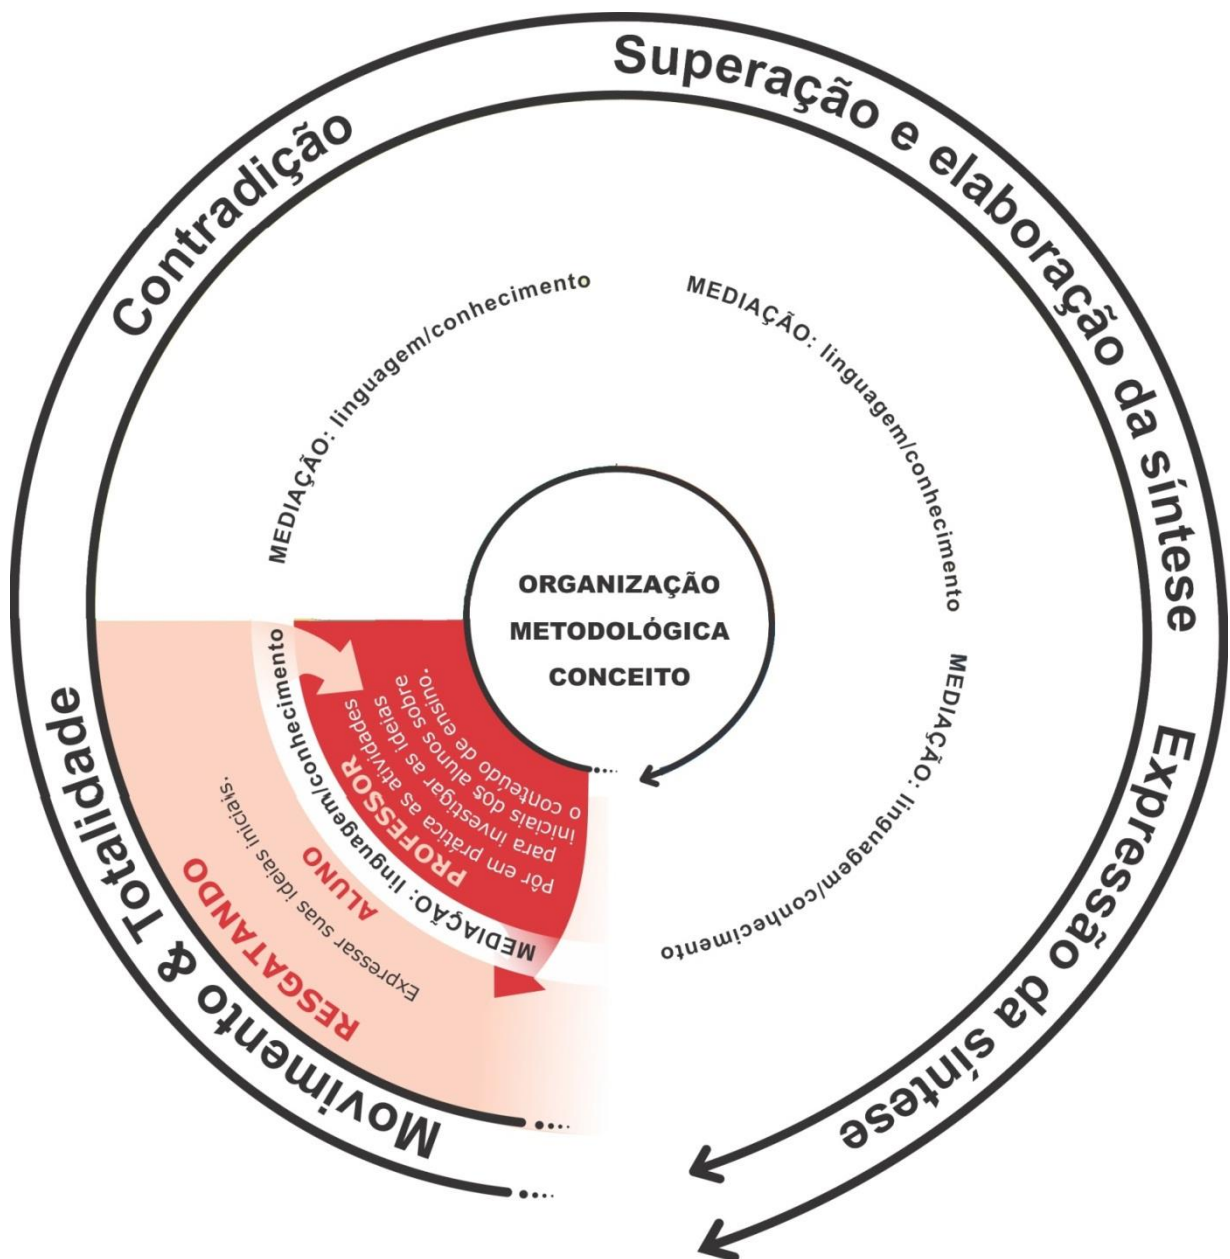 Superação e elaboração da síntese
Contradição
MEDIAÇÃO: linguagem/conhecimento
MEDIAÇÃO: linguagem/conhecimento
ORGANIZAÇÃO
METODOLÓGICA
CONCEITO
MEDIAÇÃO: linguagem/conhecimento
Expressão da síntese
PROFESSOR
Pôr em prática as atividades
para investigar as ideias
iniciais dos alunos sobre
o conteúdo de ensino.
MEDIAÇÃO: linguagem/conhecimento
ALUNO
Expressar suas ideias iniciais.
RESGATANDO
Movimento & Totalidade